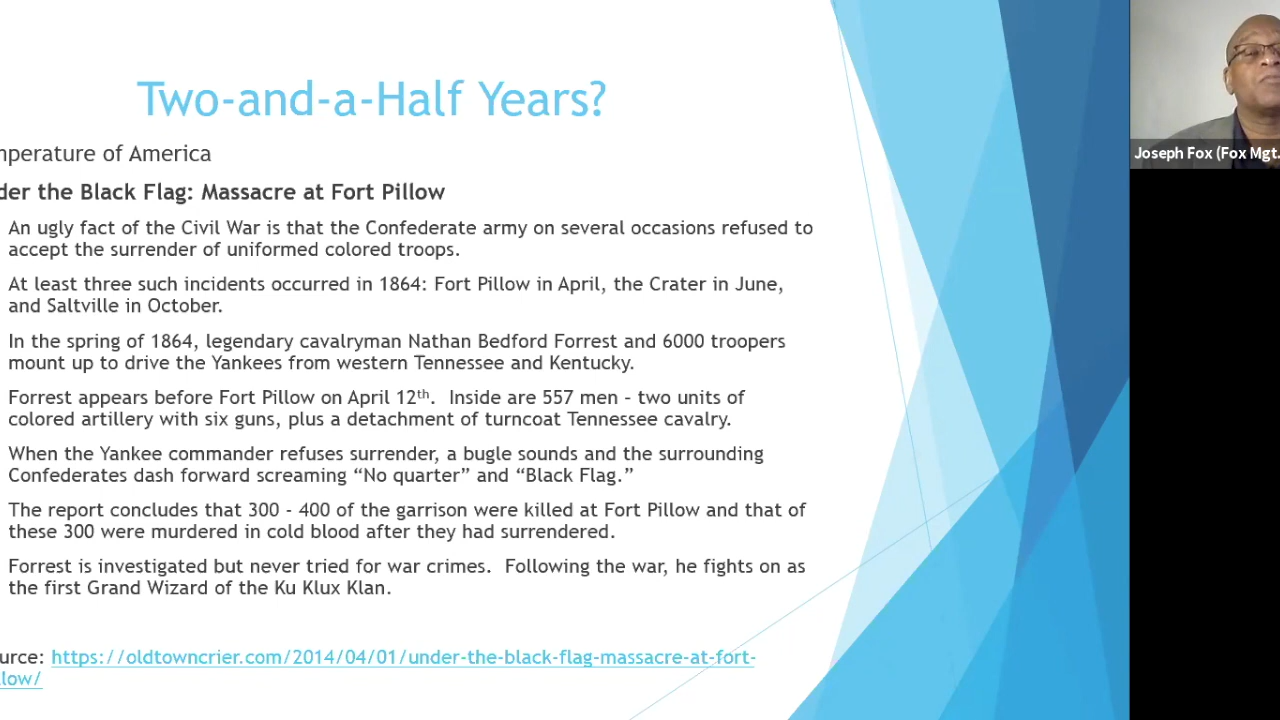 Two-and-a-Half Years?
mperature of America
der the Black Flag: Massacre at Fort Pillow
An ugly fact of the Civil War is that the Confederate army on several occasions refused to
accept the surrender of uniformed colored troops.
At least three such incidents occurred in 1864: Fort Pillow in April, the Crater in June,
and Saltville in October.
In the spring of 1864, legendary cavalryman Nathan Bedford Forrest and 6000 troopers
mount up to drive the Yankees from western Tennessee and Kentucky.
Forrest appears before Fort Pillow on April 12th.  Inside are 557 men – two units of
colored artillery with six guns, plus a detachment of turncoat Tennessee cavalry.
When the Yankee commander refuses surrender, a bugle sounds and the surrounding
Confederates dash forward screaming “No quarter” and “Black Flag.”
The report concludes that 300 - 400 of the garrison were killed at Fort Pillow and that of
these 300 were murdered in cold blood after they had surrendered.
Forrest is investigated but never tried for war crimes.  Following the war, he fights on as
the first Grand Wizard of the Ku Klux Klan.
urce: https://oldtowncrier.com/2014/04/01/under-the-black-flag-massacre-at-fort-
llow/
Joseph Fox (Fox Mgt.